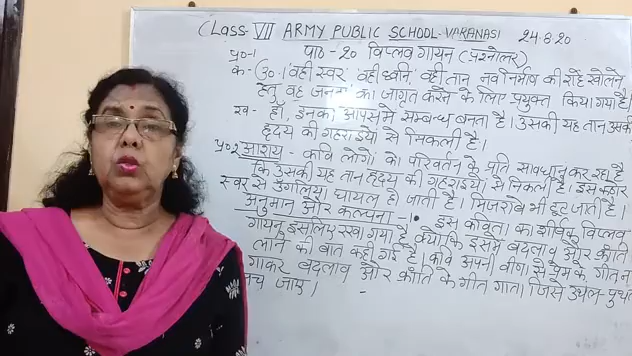 Class-VII ARMY PUBLIC SCHOOL-VARANASI 24-8-20
प्र०-1 पाठ-20 विप्लव गायन (प्रश्नोत्तर)
क- उ०-1 'वही स्वर' 'वही ध्वनि' 'वही तान' नवनिर्माण की राह खोलने
हेतु वह जनता को जागृत करने के लिए प्रयुक्त किया गया है।
ख- हाँ, इनका आपसमें सम्बन्ध बनता है। उसकी यह तान उसकी
हृदय की गहराइयों से निकली है।
प्र०2 आशय - कवि लोगों को परिवर्तन के प्रति सावधान कर रहा है
कि उसकी यह तान हृदय की गहराइयों से निकली है। इस कठोर
स्वर से उंगलियाँ घायल हो जाती है। मिजराबे भी टूट जाती है।
अनुमान और कल्पना -1. इस कविता का शीर्षक विप्लव
गायन इसलिए रखा गया है क्योंकि इसमें बदलाव और क्रांति
लाने की बात कही गई है। कवि अपनी वीणा से प्रेम के गीत न
गाकर बदलाव और क्रांति के गीत गाता। जिसे उथल-पुथल
मच जाए।